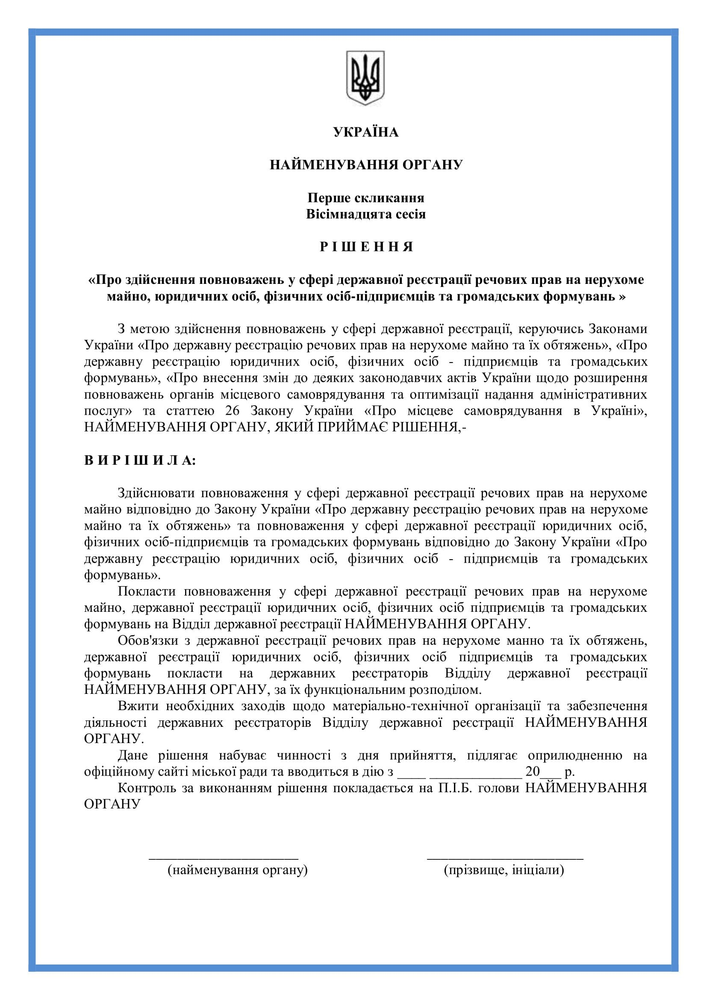 УКРАЇНА
НАЙМЕНУВАННЯ ОРГАНУ
Перше скликання
Вісімнадцята сесія
Р І Ш Е Н Н Я
«Про здійснення повноважень у сфері державної реєстрації речових прав на нерухоме
майно, юридичних осіб, фізичних осіб-підприємців та громадських формувань »
З метою здійснення повноважень у сфері державної реєстрації, керуючись Законами
України «Про державну реєстрацію речових прав на нерухоме майно та їх обтяжень», «Про
державну реєстрацію юридичних осіб, фізичних осіб - підприємців та громадських
формувань», «Про внесення змін до деяких законодавчих актів України щодо розширення
повноважень органів місцевого самоврядування та оптимізації надання адміністративних
послуг» та статтею 26 Закону України «Про місцеве самоврядування в Україні»,
НАЙМЕНУВАННЯ ОРГАНУ, ЯКИЙ ПРИЙМАЄ РІШЕННЯ,-
В И Р І Ш И Л А:
Здійснювати повноваження у сфері державної реєстрації речових прав на нерухоме
майно відповідно до Закону України «Про державну реєстрацію речових прав на нерухоме
майно та їх обтяжень» та повноваження у сфері державної реєстрації юридичних осіб,
фізичних осіб-підприємців та громадських формувань відповідно до Закону України «Про
державну реєстрацію юридичних осіб, фізичних осіб - підприємців та громадських
формувань».
Покласти повноваження у сфері державної реєстрації речових прав на нерухоме
майно, державної реєстрації юридичних осіб, фізичних осіб підприємців та громадських
формувань на Відділ державної реєстрації НАЙМЕНУВАННЯ ОРГАНУ.
Обов'язки з державної реєстрації речових прав на нерухоме манно та їх обтяжень,
державної реєстрації юридичних осіб, фізичних осіб підприємців та громадських
формувань покласти на державних реєстраторів Відділу державної реєстрації
НАЙМЕНУВАННЯ ОРГАНУ, за їх функціональним розподілом.
Вжити необхідних заходів щодо матеріально-технічної організації та забезпечення
діяльності державних реєстраторів Відділу державної реєстрації НАЙМЕНУВАННЯ
ОРГАНУ.
Дане рішення набуває чинності з дня прийняття, підлягає оприлюдненню на
офіційному сайті міської ради та вводиться в дію з ____ _____________ 20___ р.
Контроль за виконанням рішення покладається на П.І.Б. голови НАЙМЕНУВАННЯ
ОРГАНУ
_____________________ ______________________
(найменування органу) (прізвище, ініціали)